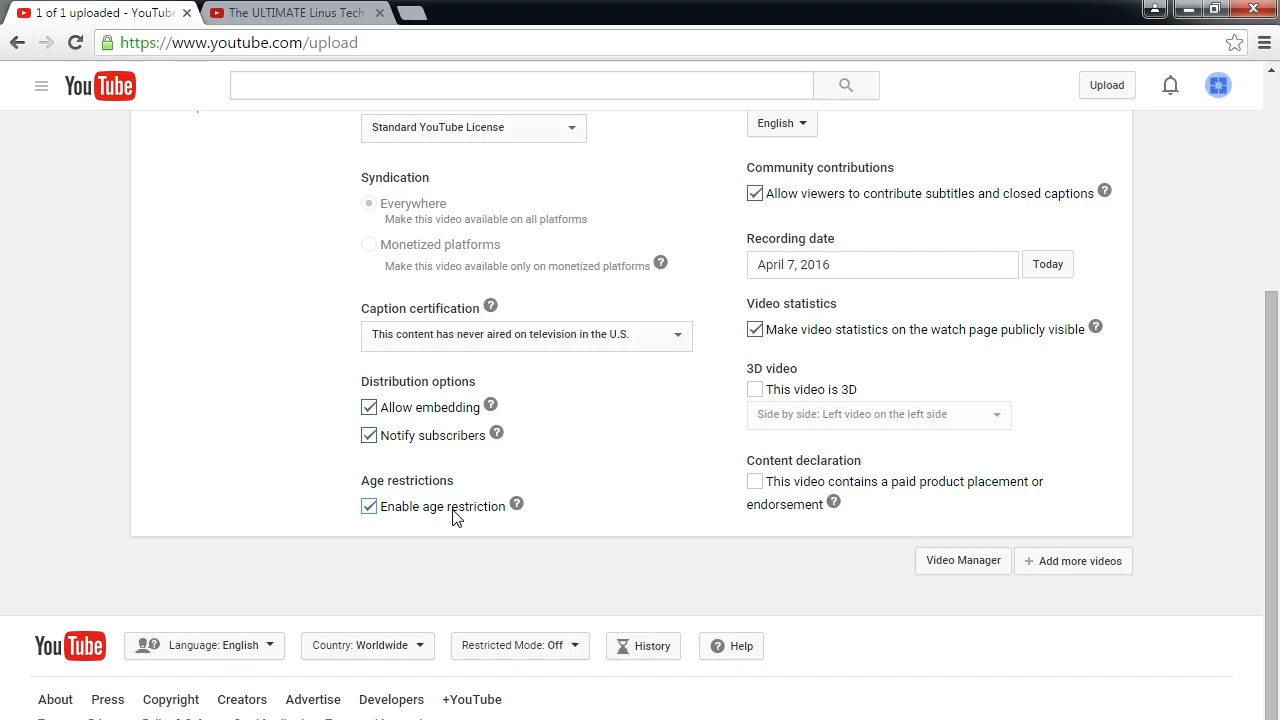 1 of 1 uploaded - YouTube
The ULTIMATE Linus Tech
https://www.youtube.com/upload
YouTube
Upload
Standard YouTube License
English
Syndication
Everywhere
Make this video available on all platforms
Monetized platforms
Make this video available only on monetized platforms ?
Caption certification ?
This content has never aired on television in the U.S.
Distribution options
Allow embedding ?
Notify subscribers ?
Age restrictions
Enable age restriction ?
Community contributions
Allow viewers to contribute subtitles and closed captions ?
Recording date
April 7, 2016
Today
Video statistics
Make video statistics on the watch page publicly visible ?
3D video
This video is 3D
Side by side: Left video on the left side
Content declaration
This video contains a paid product placement or
endorsement ?
Video Manager
+ Add more videos
YouTube
Language: English
Country: Worldwide
Restricted Mode: Off
History
? Help
About Press Copyright Creators Advertise Developers +YouTube